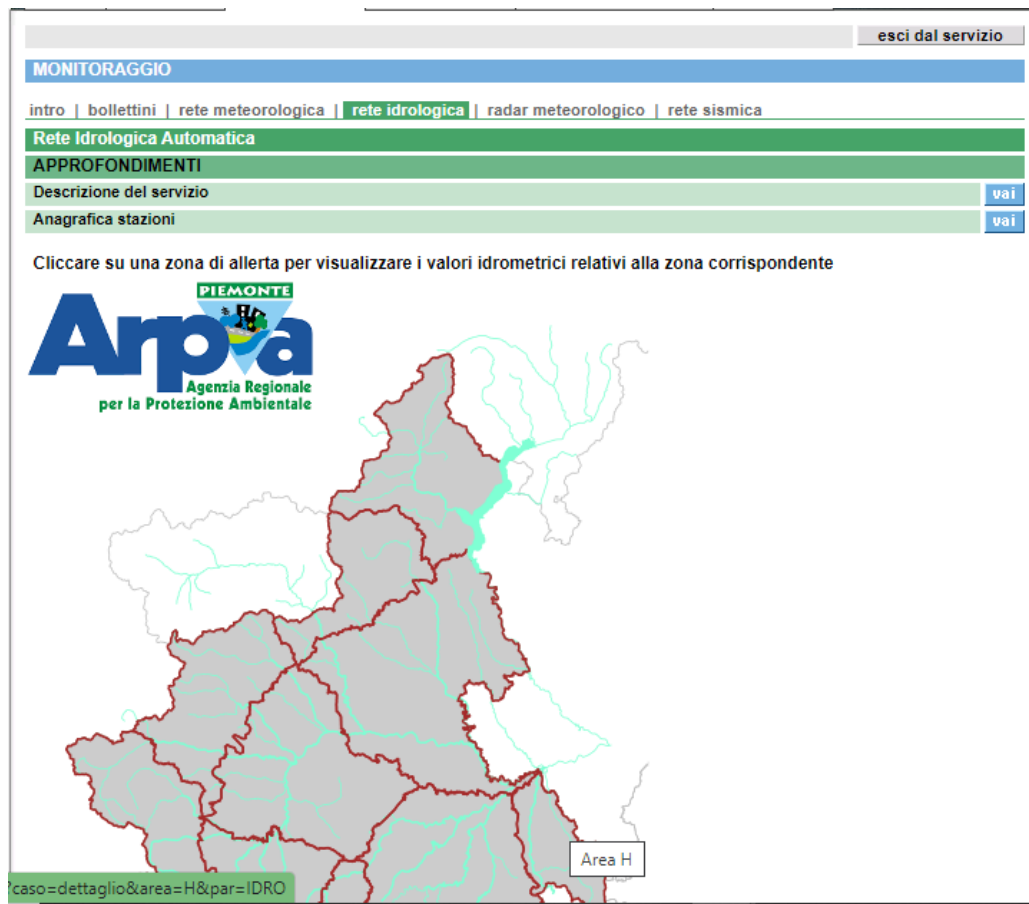 esci dal servizio
MONITORAGGIO
intro | bollettini | rete meteorologica | rete idrologica | radar meteorologico | rete sismica
Rete Idrologica Automatica
APPROFONDIMENTI
Descrizione del servizio vai
Anagrafica stazioni vai
Cliccare su una zona di allerta per visualizzare i valori idrometrici relativi alla zona corrispondente
PIEMONTE
Arpa
Agenzia Regionale
per la Protezione Ambientale
Area H
?caso=dettaglio&area=H&par=IDRO